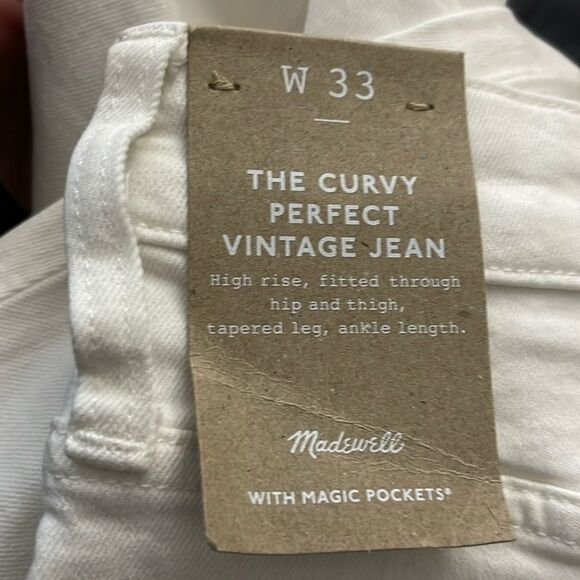 W 33
THE CURVY
PERFECT
VINTAGE JEAN
High rise, fitted through
hip and thigh,
tapered leg, ankle length.
Madewell
WITH MAGIC POCKETS®